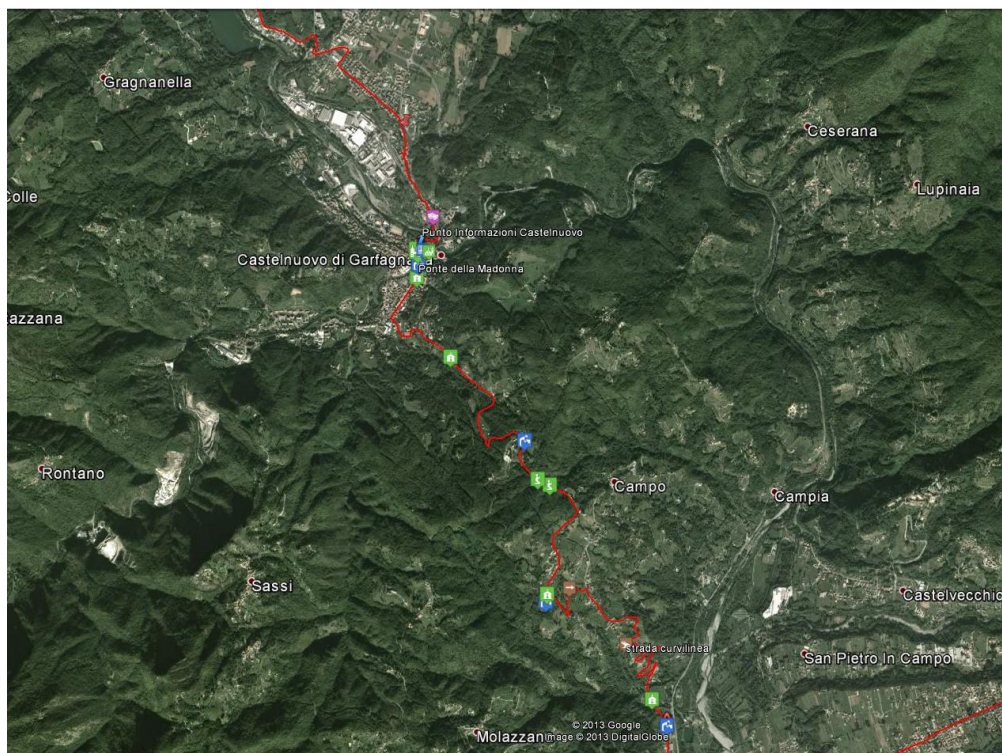 Gragnanella
Ceserana
Colle
Lupinaia
Punto Informazioni Castelnuovo
Castelnuovo di Garfagna
Ponte della Madonna
azzana
Rontano
Campo
Campia
Sassi
Castelvecchio
strada curvilinea
San Pietro In Campo
© 2013 Google
Molazzan
Image © 2013 DigitalGlobe